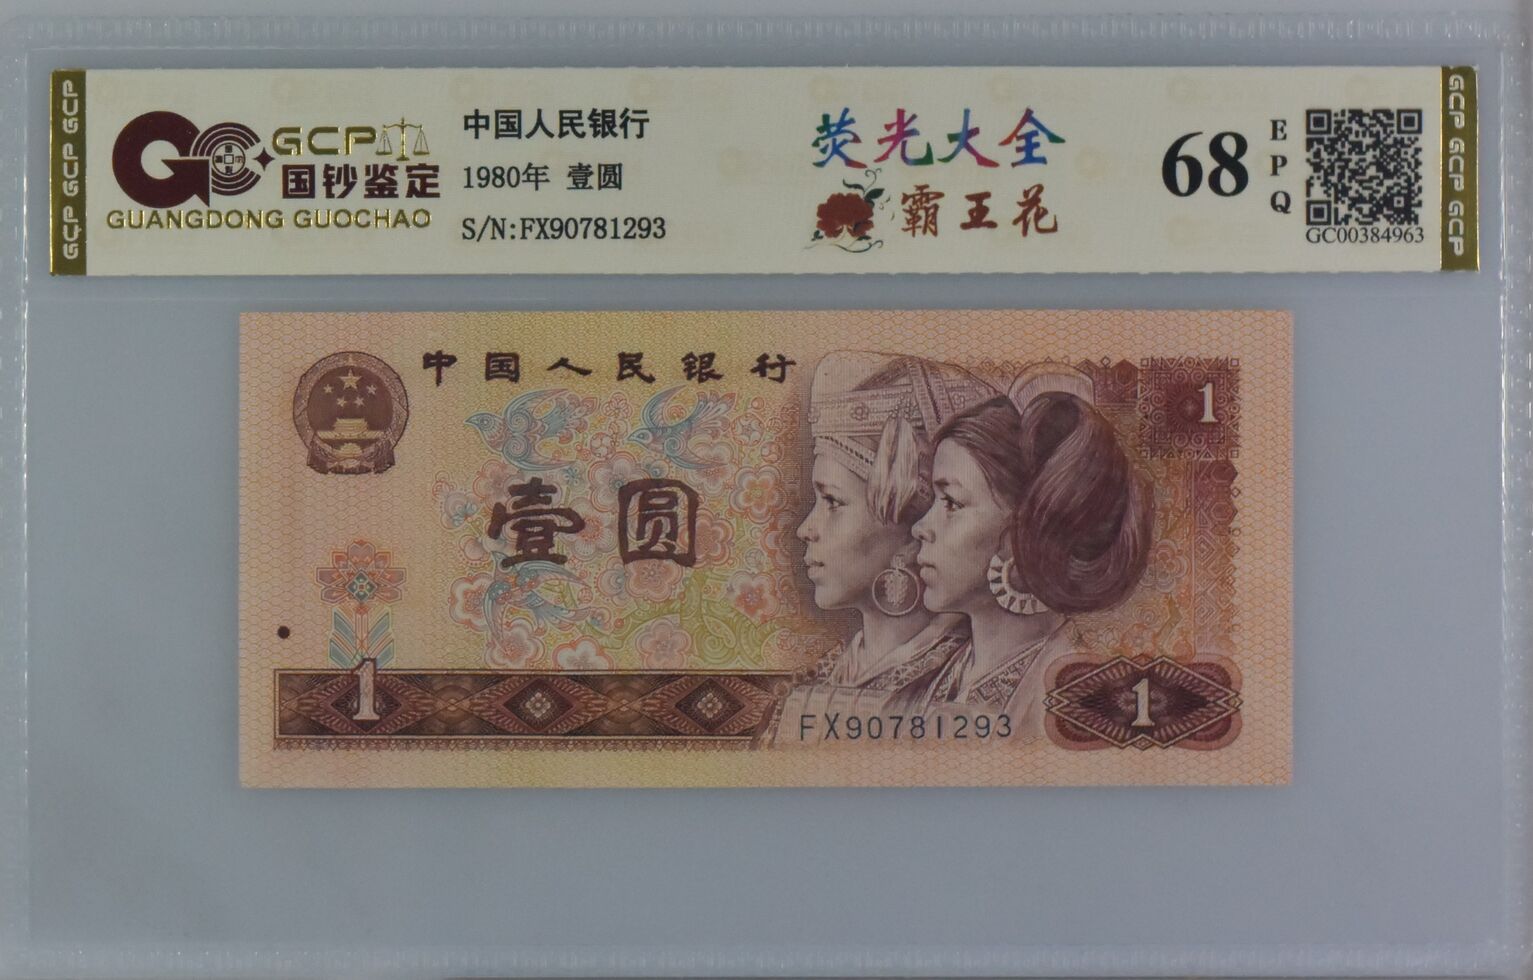 GCP GCP GCP
GCP
国钞鉴定
GUANGDONG GUOCHAO
中国人民银行
1980年 壹圆
S/N:FX90781293
荧光大全
霸王花
68
EPQ
GC00384963
GCP GCP GCP
中国人民银行
1
壹圆
1
FX90781293
1